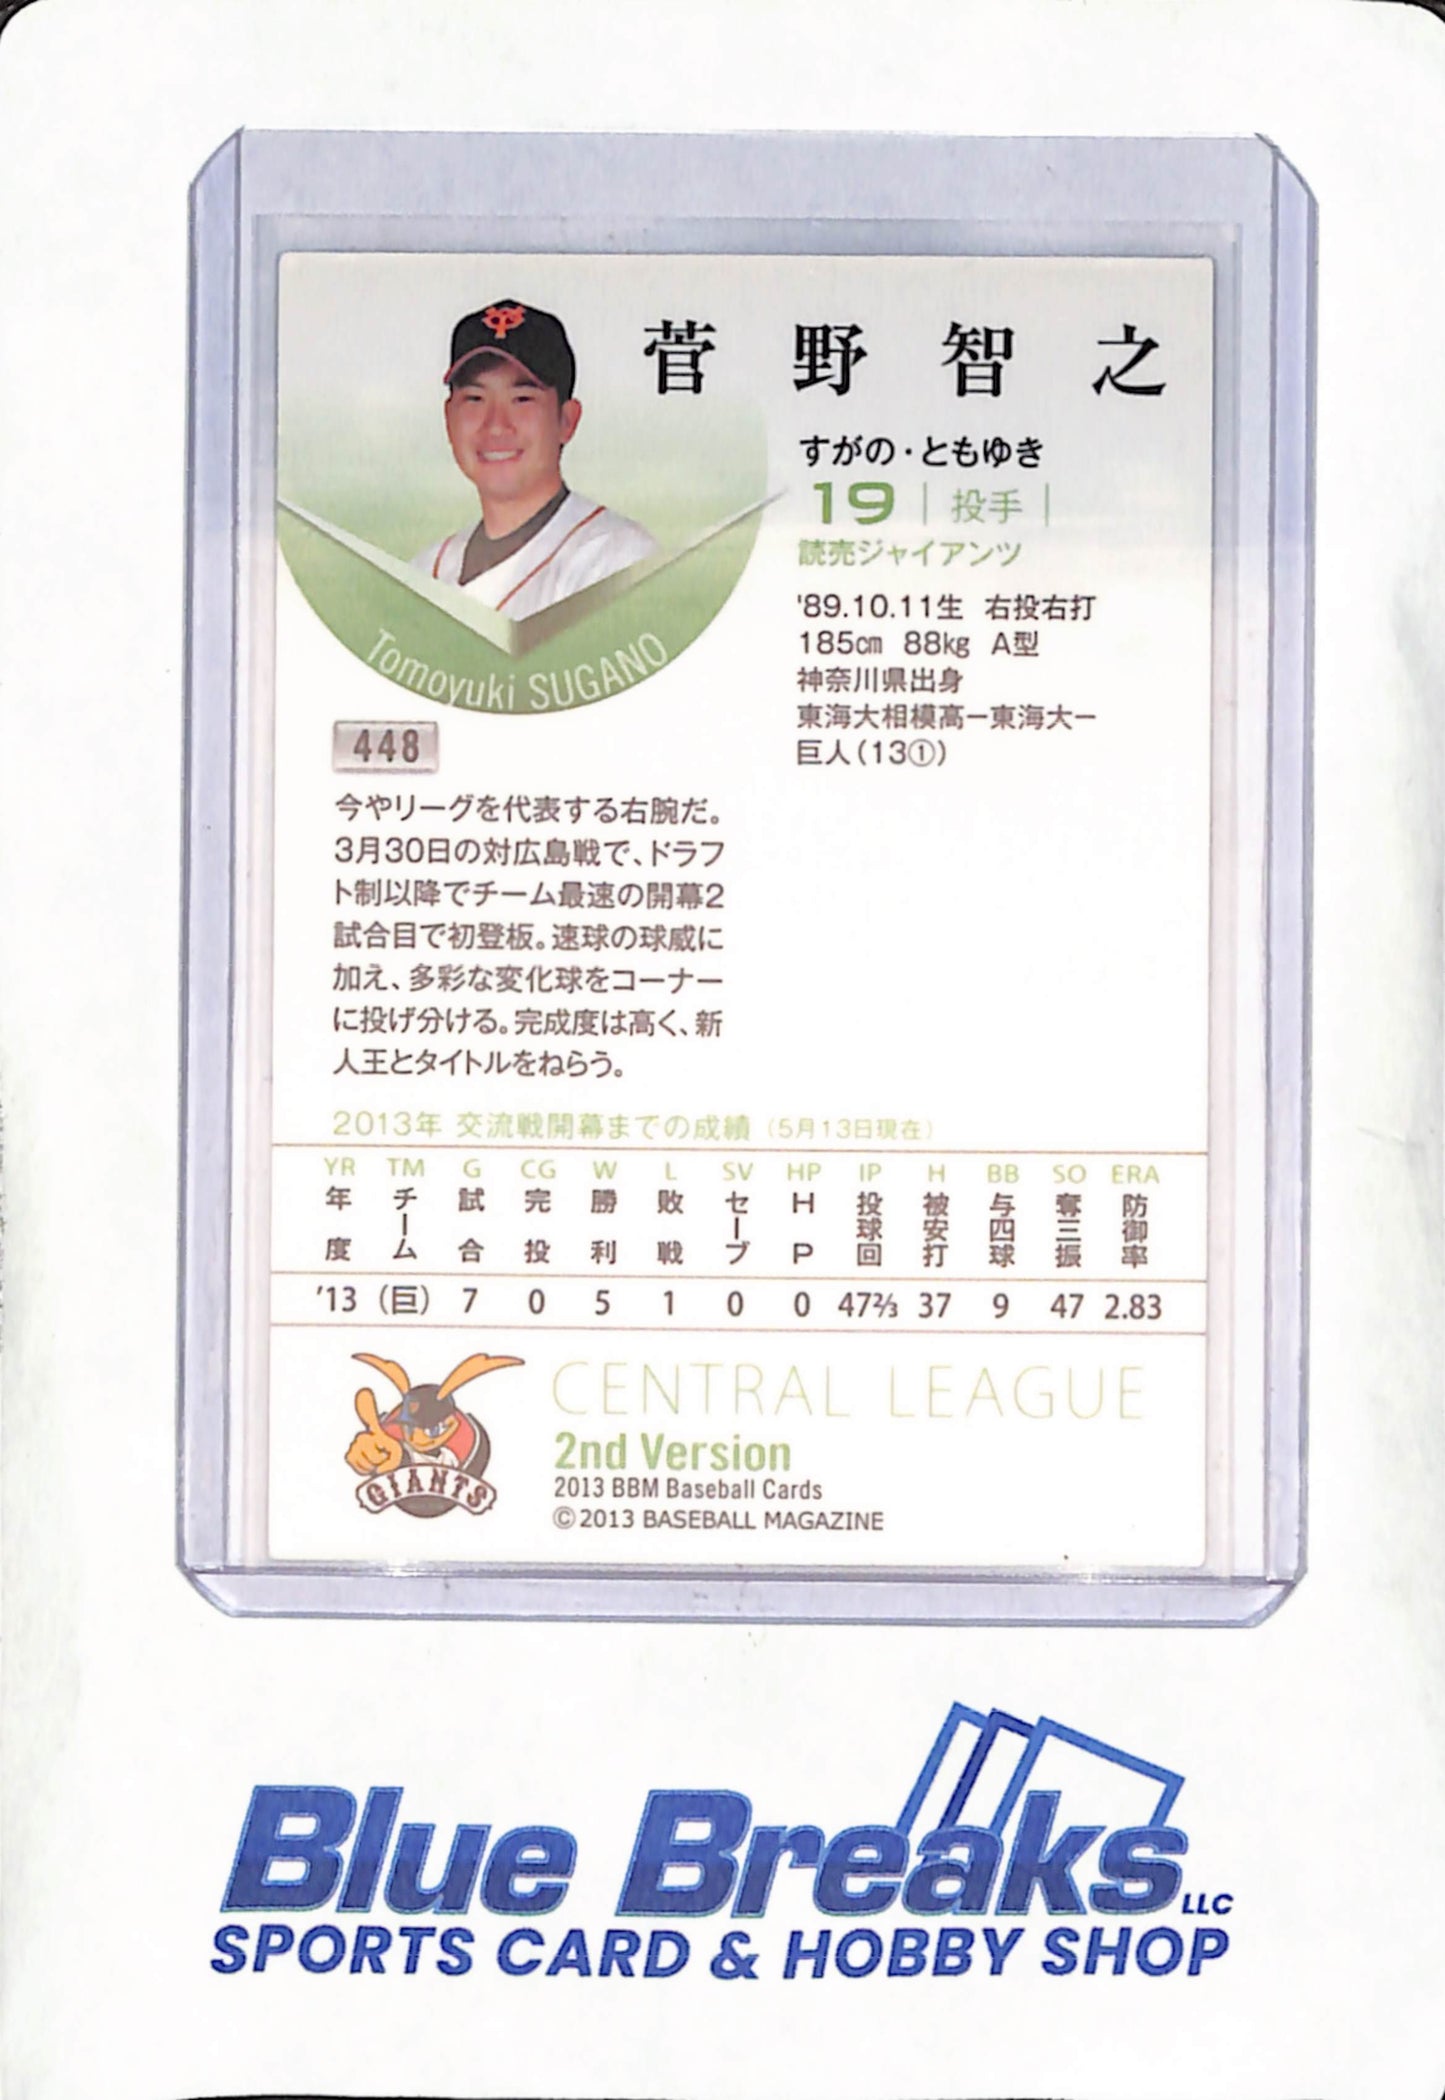 菅野智之
すがの・ともゆき
19 | 投手 |
読売ジャイアンツ
'89.10.11生 右投右打
185㎝ 88㎏ A型
神奈川県出身
東海大相模高ー東海大ー
巨人(13①)
Tomoyuki SUGANO
448
今やリーグを代表する右腕だ。
3月30日の対広島戦で、ドラフ
ト制以降でチーム最速の開幕2
試合目で初登板。速球の球威に
加え、多彩な変化球をコーナー
に投げ分ける。完成度は高く、新
人王とタイトルをねらう。
2013年 交流戦開幕までの成績 (5月13日現在)
YR TM G CG W L SV HP IP H BB SO ERA
年度 チーム 試合 完投 勝利 敗戦 セーブ HP 投球回 被安打 与四球 奪三振 防御率
'13 (巨) 7 0 5 1 0 0 47⅔ 37 9 47 2.83
GIANTS
CENTRAL LEAGUE
2nd Version
2013 BBM Baseball Cards
©2013 BASEBALL MAGAZINE
Blue Breaks LLC
SPORTS CARD & HOBBY SHOP